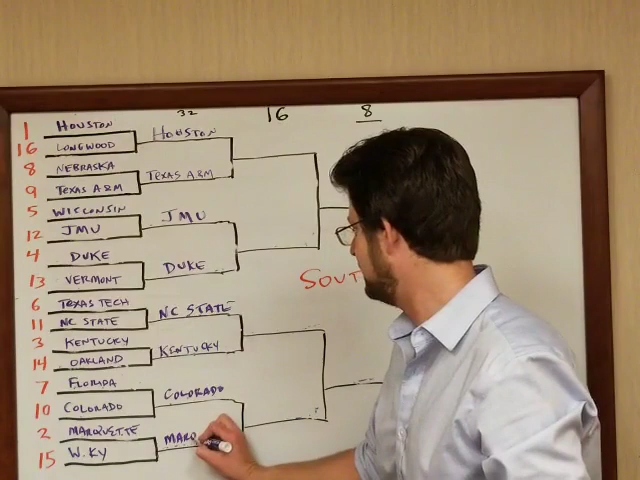 32 16 8
1 HOUSTON
HOUSTON
16 LONGWOOD
8 NEBRASKA
TEXAS A&M
9 TEXAS A&M
5 WISCONSIN
JMU
12 JMU
4 DUKE
DUKE
13 VERMONT
SOUT
6 TEXAS TECH
NC STATE
11 NC STATE
3 KENTUCKY
KENTUCKY
14 OAKLAND
7 FLORIDA
COLORADO
10 COLORADO
2 MARQUETTE
MARQ
15 W.KY